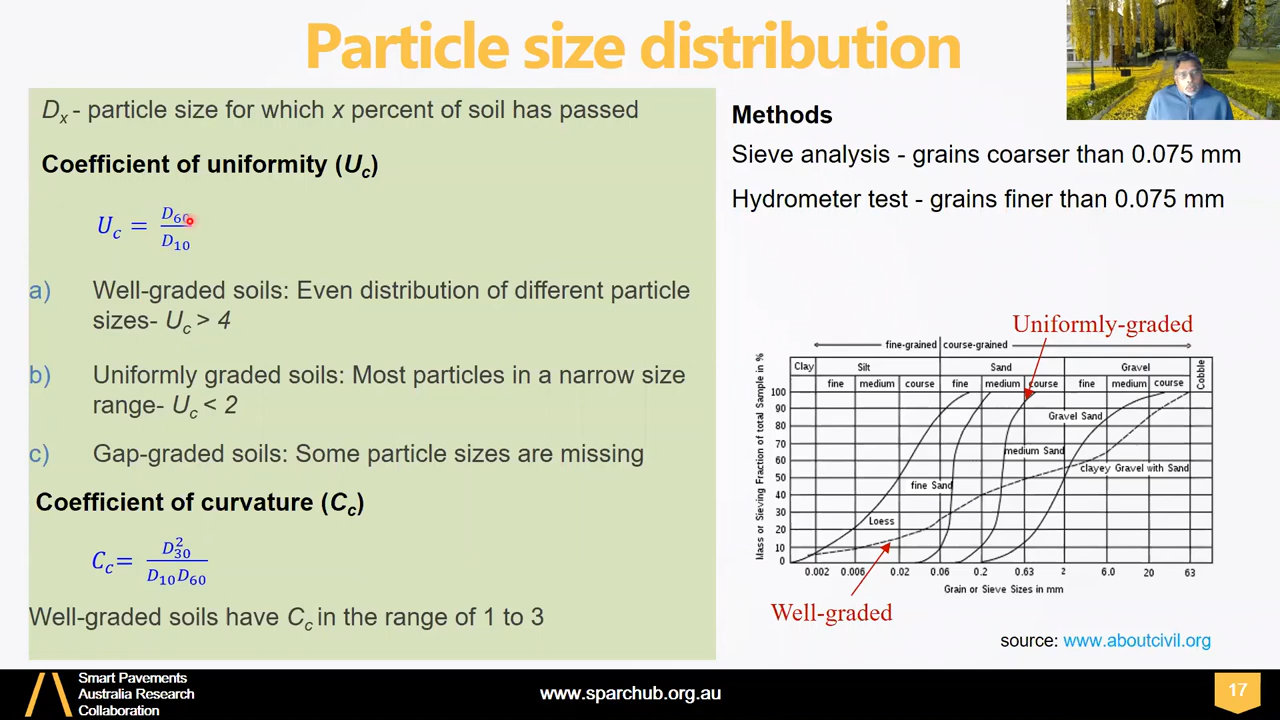 Particle size distribution
Dx - particle size for which x percent of soil has passed
Coefficient of uniformity (Uc)
Uc = D60 / D10
a) Well-graded soils: Even distribution of different particle
sizes- Uc > 4
b) Uniformly graded soils: Most particles in a narrow size
range- Uc < 2
c) Gap-graded soils: Some particle sizes are missing
Coefficient of curvature (Cc)
Cc= D30² / D10D60
Well-graded soils have Cc in the range of 1 to 3
Methods
Sieve analysis - grains coarser than 0.075 mm
Hydrometer test - grains finer than 0.075 mm
Uniformly-graded
fine-grained course-grained
Clay Silt Sand Gravel Cobble
fine medium course fine medium course fine medium course
Mass or Sieving Fraction of total Sample in %
100
90
80
70
60
50
40
30
20
10
0
Gravel Sand
medium Sand
clayey Gravel with Sand
fine Sand
Loess
0.002 0.006 0.02 0.06 0.2 0.63 2 6.0 20 63
Grain or Sieve Sizes in mm
Well-graded
source: www.aboutcivil.org
Smart Pavements
Australia Research
Collaboration
www.sparchub.org.au
17